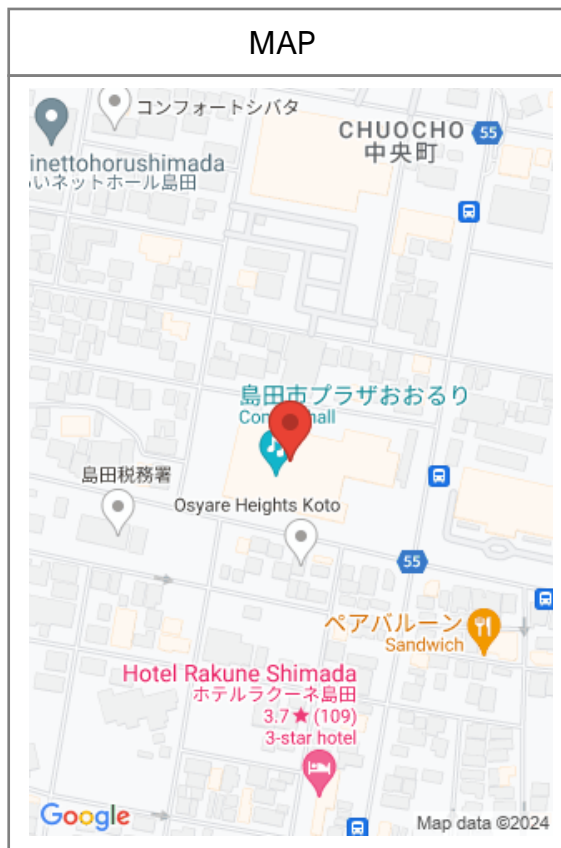 MAP
コンフォートシバタ
CHUOCHO
中央町
55
inettohorushimada
いネットホール島田
島田市プラザおおるり
島田税務署
Osyare Heights Koto
55
ペアバルーン
Sandwich
Hotel Rakune Shimada
ホテルラクーネ島田
3.7★(109)
3-star hotel
Google
Map data ©2024